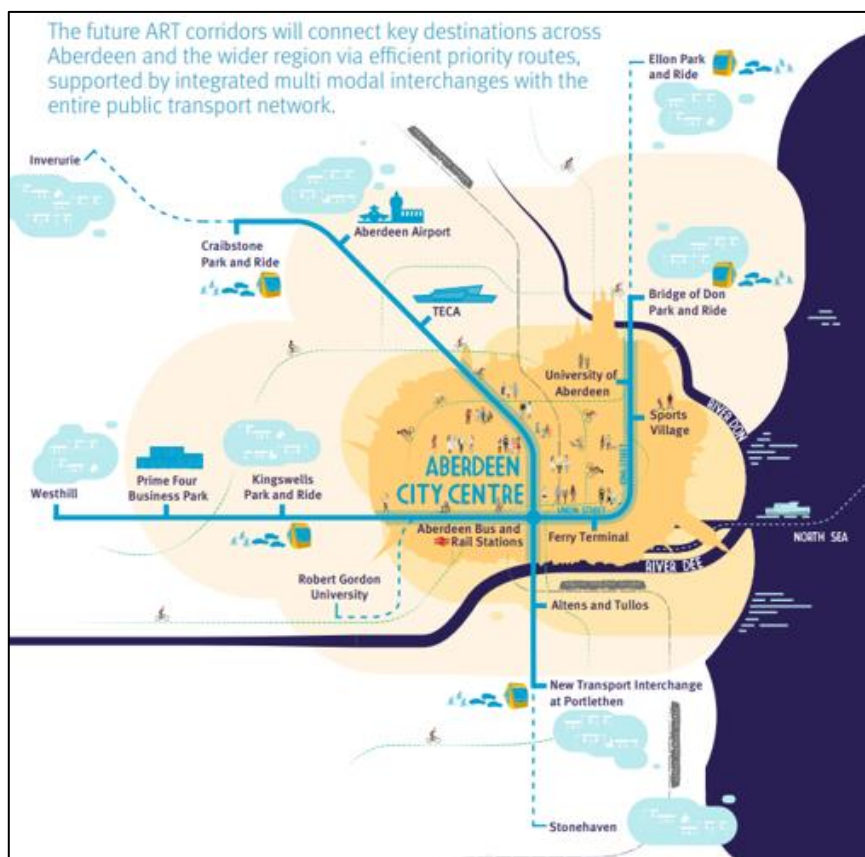 The future ART corridors will connect key destinations across
Aberdeen and the wider region via efficient priority routes,
supported by integrated multi modal interchanges with the
entire public transport network.
Ellon Park
and Ride
Inverurie
Craibstone
Park and Ride
Aberdeen Airport
TECA
Bridge of Don
Park and Ride
University of
Aberdeen
Sports
Village
RIVER DON
KING STREET
Westhill
Prime Four
Business Park
Kingswells
Park and Ride
ABERDEEN
CITY CENTRE
UNION STREET
Aberdeen Bus and
Rail Stations
Ferry Terminal
NORTH SEA
RIVER DEE
Robert Gordon
University
Altens and Tullos
New Transport Interchange
at Portlethen
Stonehaven